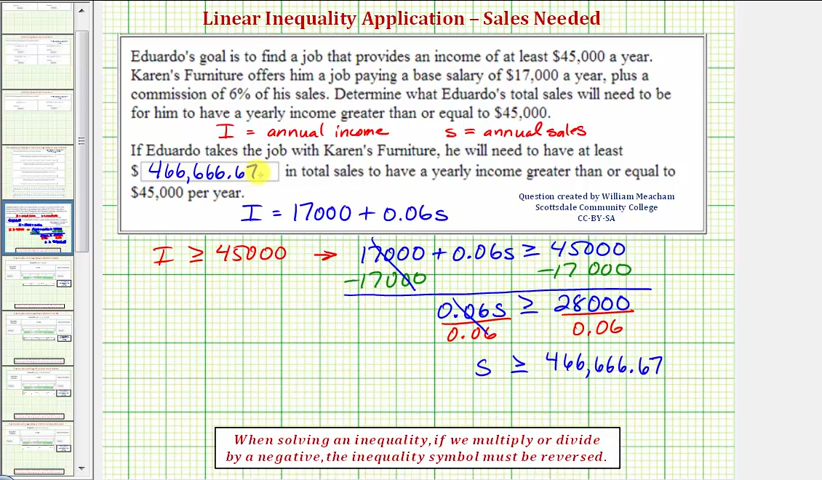 Linear Inequality Application – Sales Needed
Eduardo's goal is to find a job that provides an income of at least $45,000 a year.
Karen's Furniture offers him a job paying a base salary of $17,000 a year, plus a
commission of 6% of his sales. Determine what Eduardo's total sales will need to be
for him to have a yearly income greater than or equal to $45,000.
I = annual income s = annual sales
If Eduardo takes the job with Karen's Furniture, he will need to have at least
$ 466,666.67 in total sales to have a yearly income greater than or equal to
$45,000 per year.
Question created by William Meacham
Scottsdale Community College
CC-BY-SA
I = 17000 + 0.06s
I ≥ 45000 → 17000 + 0.06s ≥ 45000
-17000 -17000
0.06s ≥ 28000
0.06 0.06
s ≥ 466,666.67
When solving an inequality, if we multiply or divide
by a negative, the inequality symbol must be reversed.